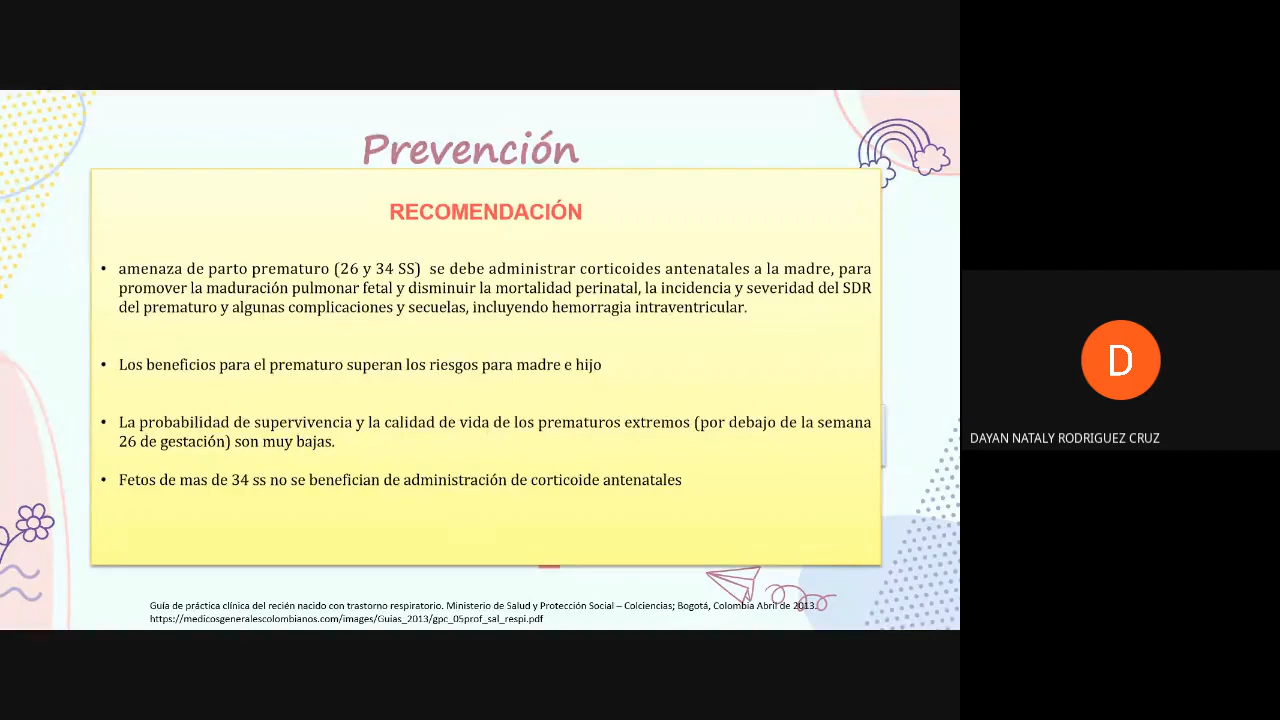 Prevención
RECOMENDACIÓN
• amenaza de parto prematuro (26 y 34 SS) se debe administrar corticoides antenatales a la madre, para
promover la maduración pulmonar fetal y disminuir la mortalidad perinatal, la incidencia y severidad del SDR
del prematuro y algunas complicaciones y secuelas, incluyendo hemorragia intraventricular.
• Los beneficios para el prematuro superan los riesgos para madre e hijo
• La probabilidad de supervivencia y la calidad de vida de los prematuros extremos (por debajo de la semana
26 de gestación) son muy bajas.
• Fetos de mas de 34 ss no se benefician de administración de corticoide antenatales
Guía de práctica clínica del recién nacido con trastorno respiratorio. Ministerio de Salud y Protección Social – Colciencias; Bogotá, Colombia Abril de 2013.
https://medicosgeneralescolombianos.com/images/Guias_2013/gpc_05prof_sal_respi.pdf
D
DAYAN NATALY RODRIGUEZ CRUZ